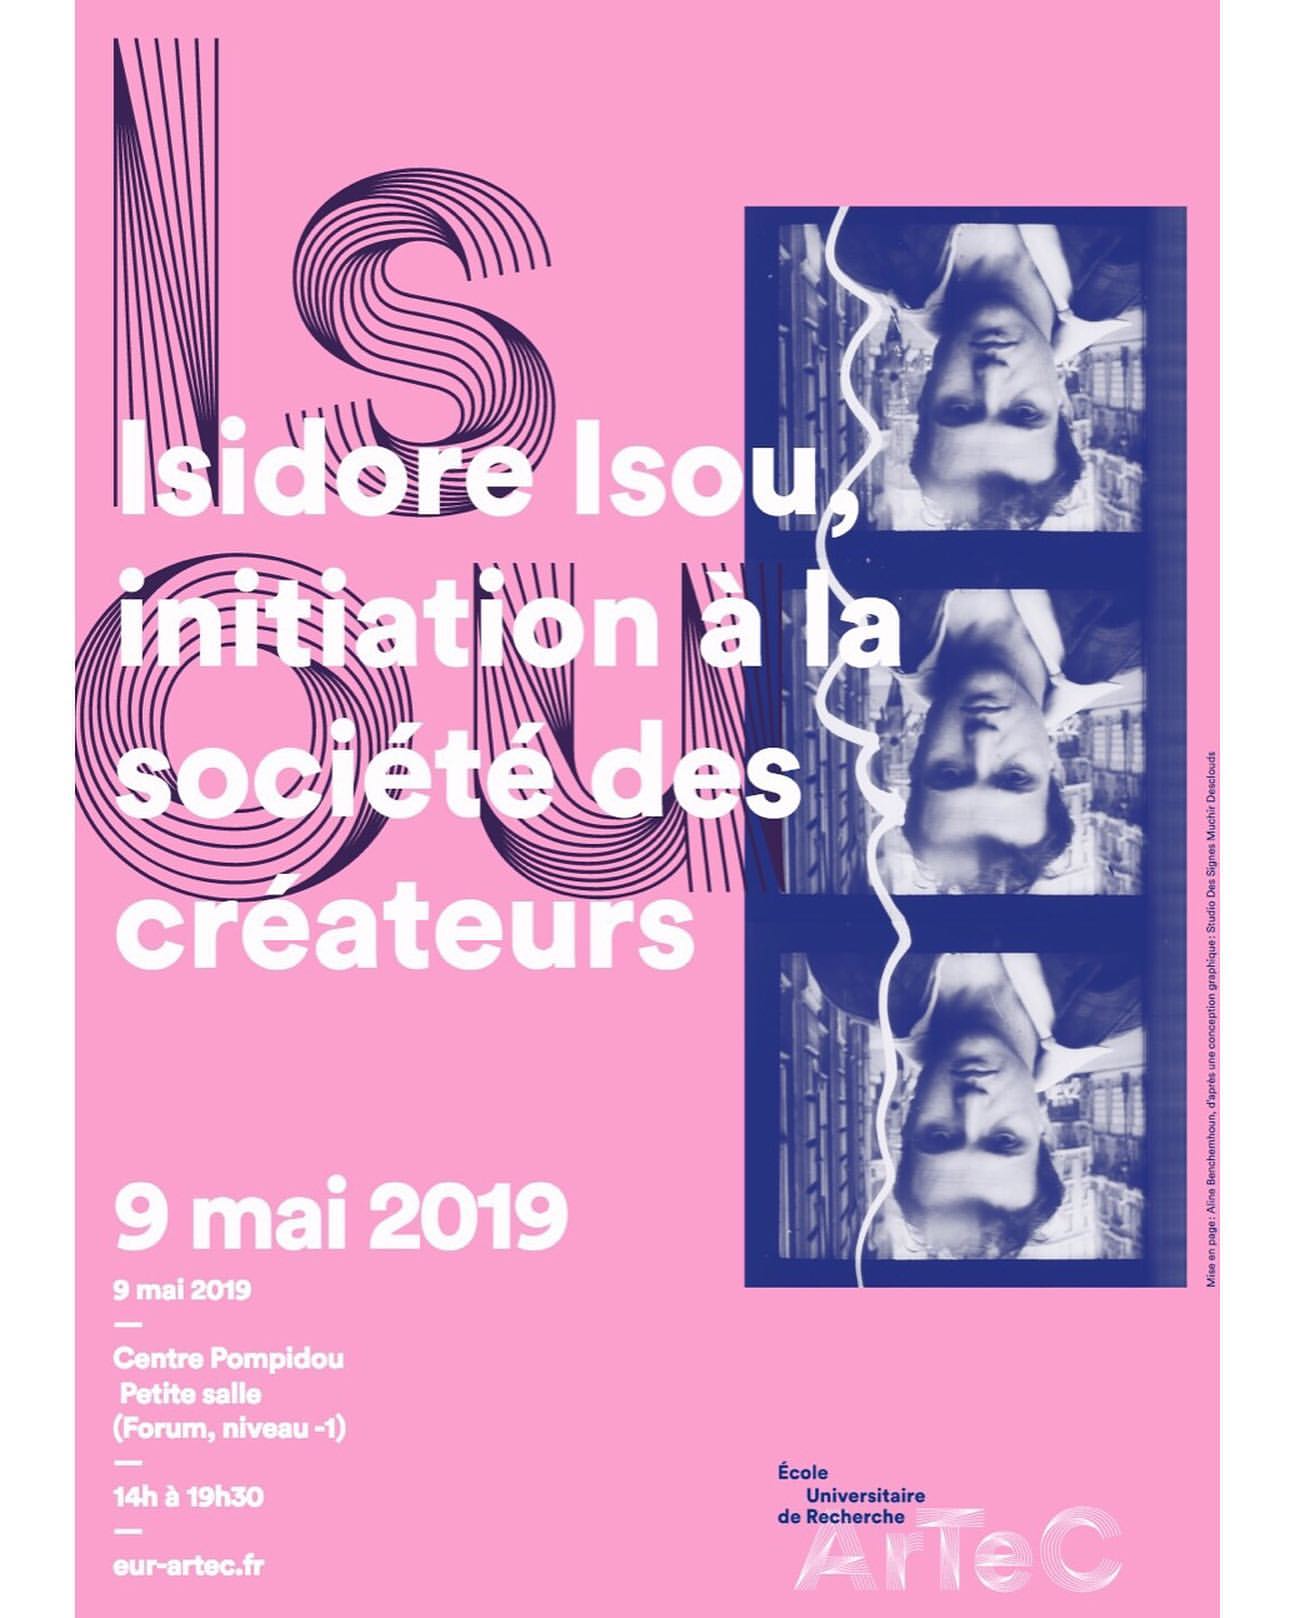 Is
ou
Isidore Isou,
initiation à la
société des
créateurs
9 mai 2019
9 mai 2019
—
Centre Pompidou
Petite salle
(Forum, niveau -1)
—
14h à 19h30
—
eur-artec.fr
École
Universitaire
de Recherche
ArTeC
Mise en page : Aline Benchemhoun, d'après une conception graphique : Studio Des Signes Muchir Desclouds